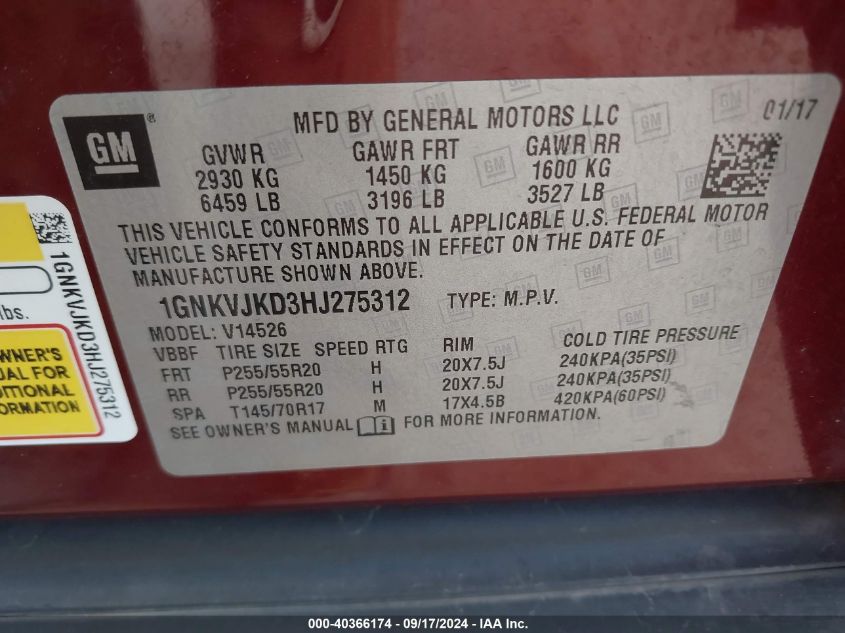 GM
®
MFD BY GENERAL MOTORS LLC
01/17
GVWR GAWR FRT GAWR RR
2930 KG 1450 KG 1600 KG
6459 LB 3196 LB 3527 LB
THIS VEHICLE CONFORMS TO ALL APPLICABLE U.S. FEDERAL MOTOR
VEHICLE SAFETY STANDARDS IN EFFECT ON THE DATE OF
MANUFACTURE SHOWN ABOVE.
1GNKVJKD3HJ275312 TYPE: M.P.V.
MODEL: V14526
VBBF TIRE SIZE SPEED RTG RIM COLD TIRE PRESSURE
FRT P255/55R20 H 20X7.5J 240KPA(35PSI)
RR P255/55R20 H 20X7.5J 240KPA(35PSI)
SPA T145/70R17 M 17X4.5B 420KPA(60PSI)
SEE OWNER'S MANUAL i FOR MORE INFORMATION.
lbs.
OWNER'S
UAL FOR
DITIONAL
ORMATION
1GNKVJKD3HJ275312
000-40366174 / 09/17/2024 - IAA Inc.